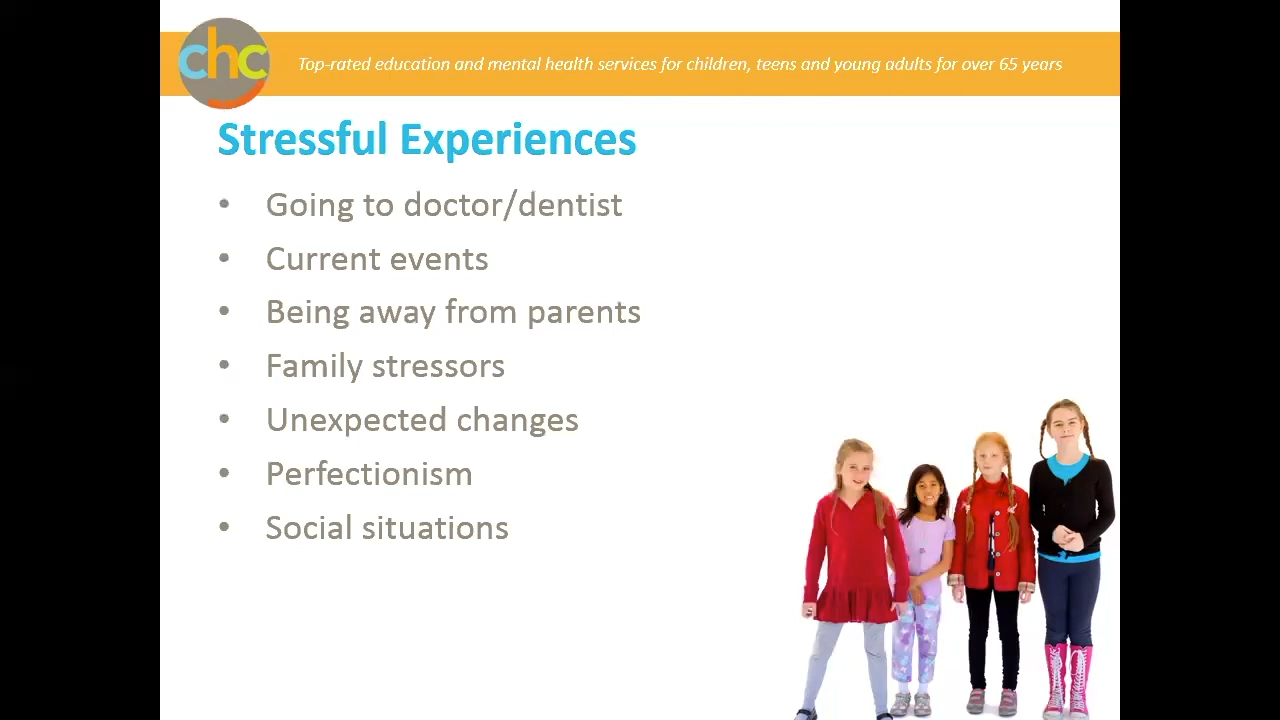 chc
Top-rated education and mental health services for children, teens and young adults for over 65 years
Stressful Experiences
• Going to doctor/dentist
• Current events
• Being away from parents
• Family stressors
• Unexpected changes
• Perfectionism
• Social situations